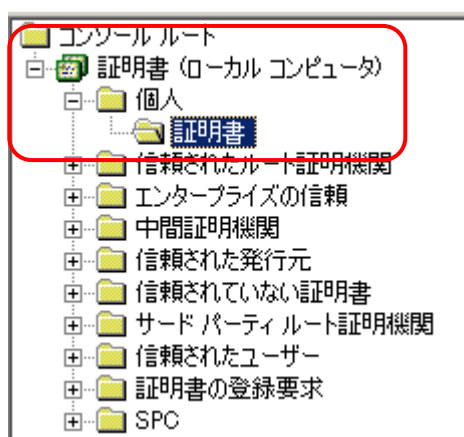 コンソール ルート
証明書 (ローカル コンピュータ)
個人
証明書
信頼されたルート証明機関
エンタープライズの信頼
中間証明機関
信頼された発行元
信頼されていない証明書
サード パーティ ルート証明機関
信頼されたユーザー
証明書の登録要求
SPC